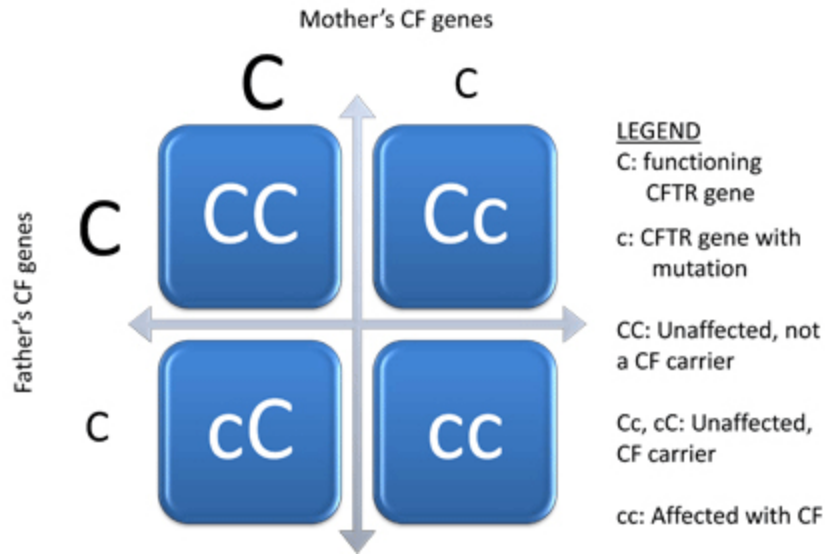 Mother's CF genes
C c
Father's CF genes
C
CC Cc
c
cC cc
LEGEND
C: functioning
CFTR gene
c: CFTR gene with
mutation
CC: Unaffected, not
a CF carrier
Cc, cC: Unaffected,
CF carrier
cc: Affected with CF